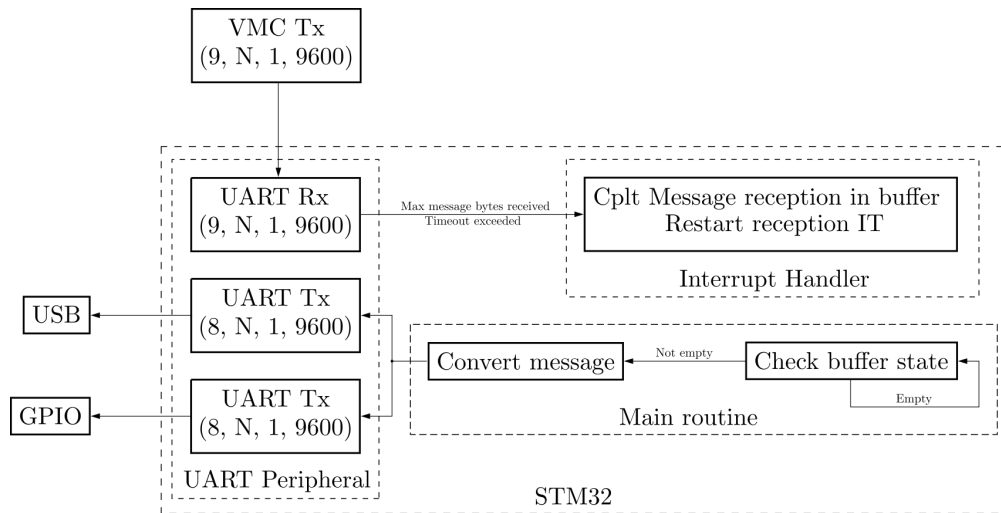 VMC Tx
(9, N, 1, 9600)
UART Rx
(9, N, 1, 9600)
Max message bytes received
Timeout exceeded
Cplt Message reception in buffer
Restart reception IT
Interrupt Handler
USB
UART Tx
(8, N, 1, 9600)
Convert message
Not empty
Check buffer state
Empty
Main routine
GPIO
UART Tx
(8, N, 1, 9600)
UART Peripheral
STM32